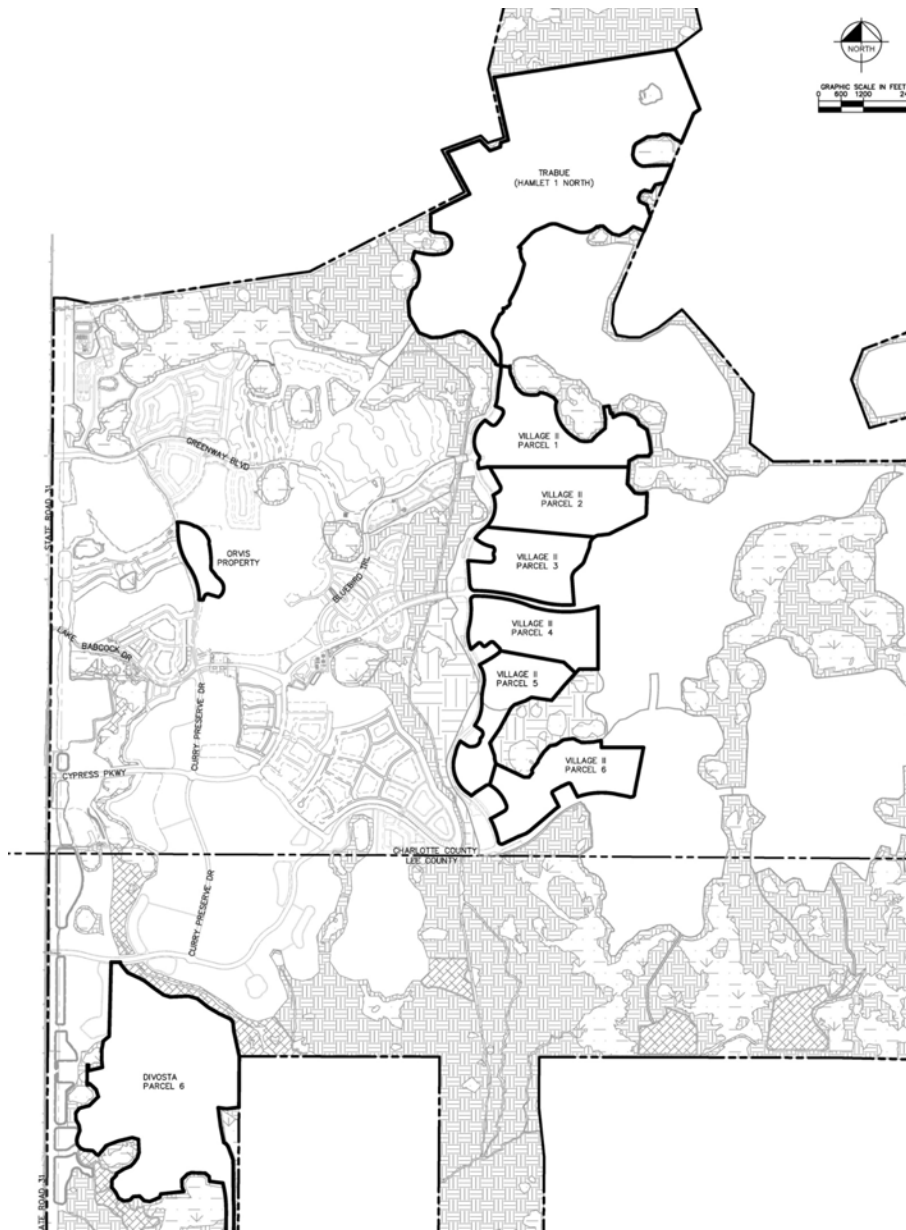 NORTH
GRAPHIC SCALE IN FEET
0 600 1200 24
TRABUE
(HAMLET 1 NORTH)
GREENWAY BLVD
VILLAGE II
PARCEL 1
VILLAGE II
PARCEL 2
STATE ROAD 31
ORVIS
PROPERTY
VILLAGE II
PARCEL 3
BLUEBIRD TRL
VILLAGE II
PARCEL 4
LAKE BABCOCK DR
VILLAGE II
PARCEL 5
CURRY PRESERVE DR
CYPRESS PKWY
VILLAGE II
PARCEL 6
CHARLOTTE COUNTY
LEE COUNTY
CURRY PRESERVE DR
DIVOSTA
PARCEL 6
STATE ROAD 31